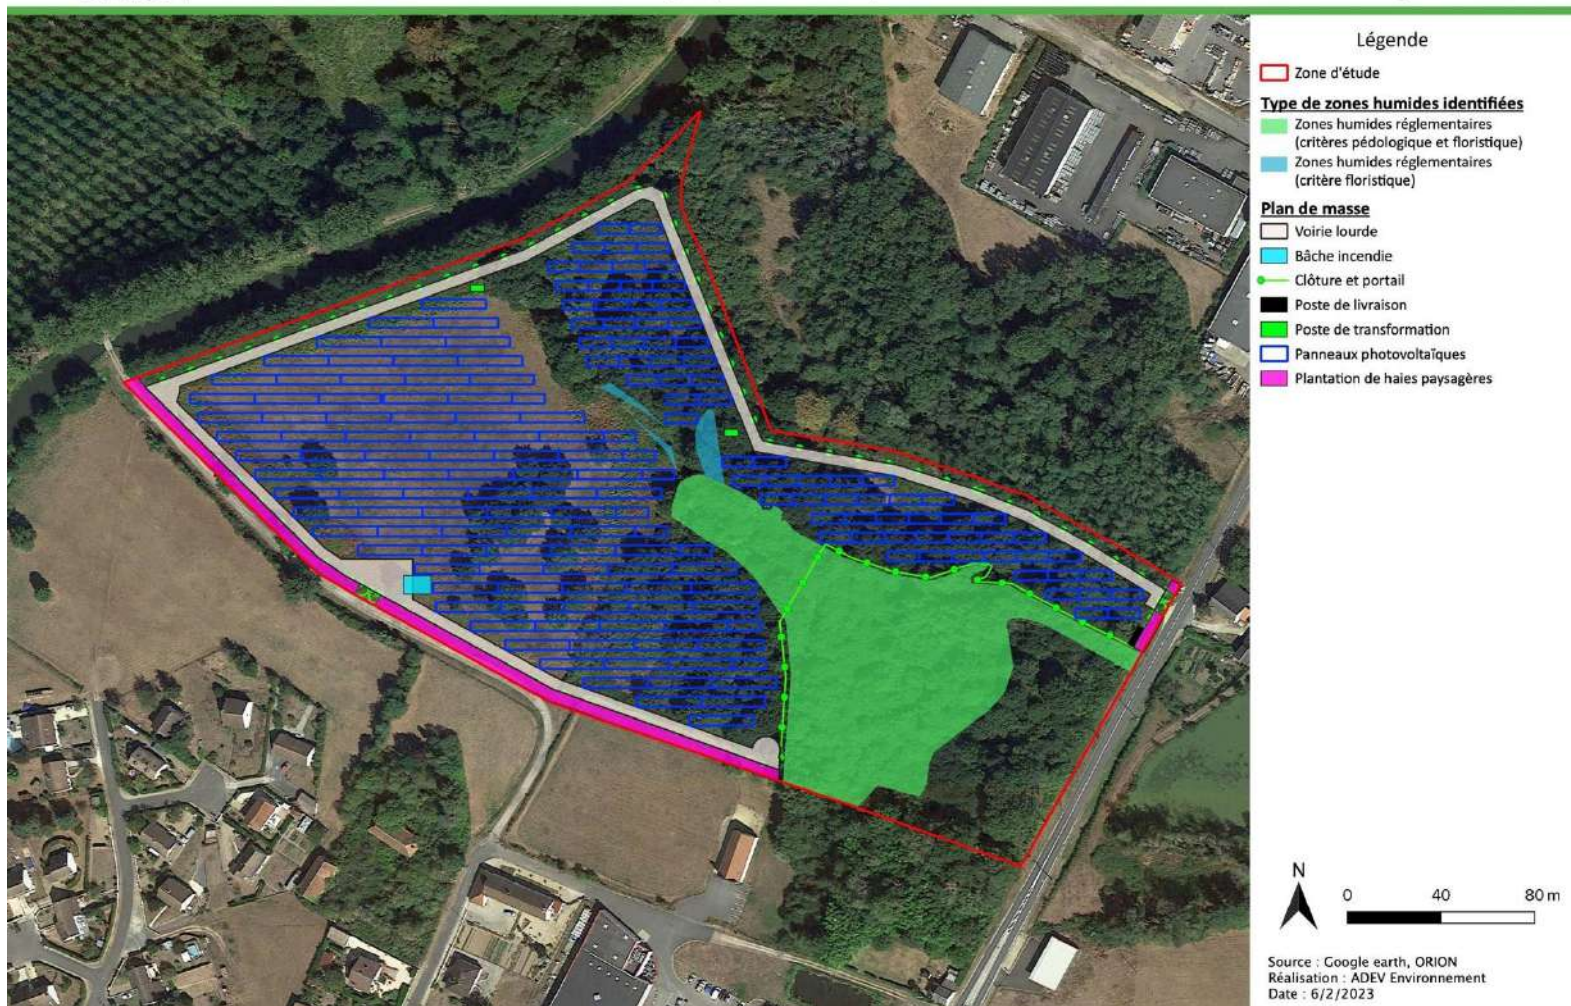 Légende
Zone d'étude
Type de zones humides identifiées
Zones humides réglementaires
(critères pédologique et floristique)
Zones humides réglementaires
(critère floristique)
Plan de masse
Voirie lourde
Bâche incendie
Clôture et portail
Poste de livraison
Poste de transformation
Panneaux photovoltaïques
Plantation de haies paysagères
N
0 40 80 m
Source : Google earth, ORION
Réalisation : ADEV Environnement
Date : 6/2/2023